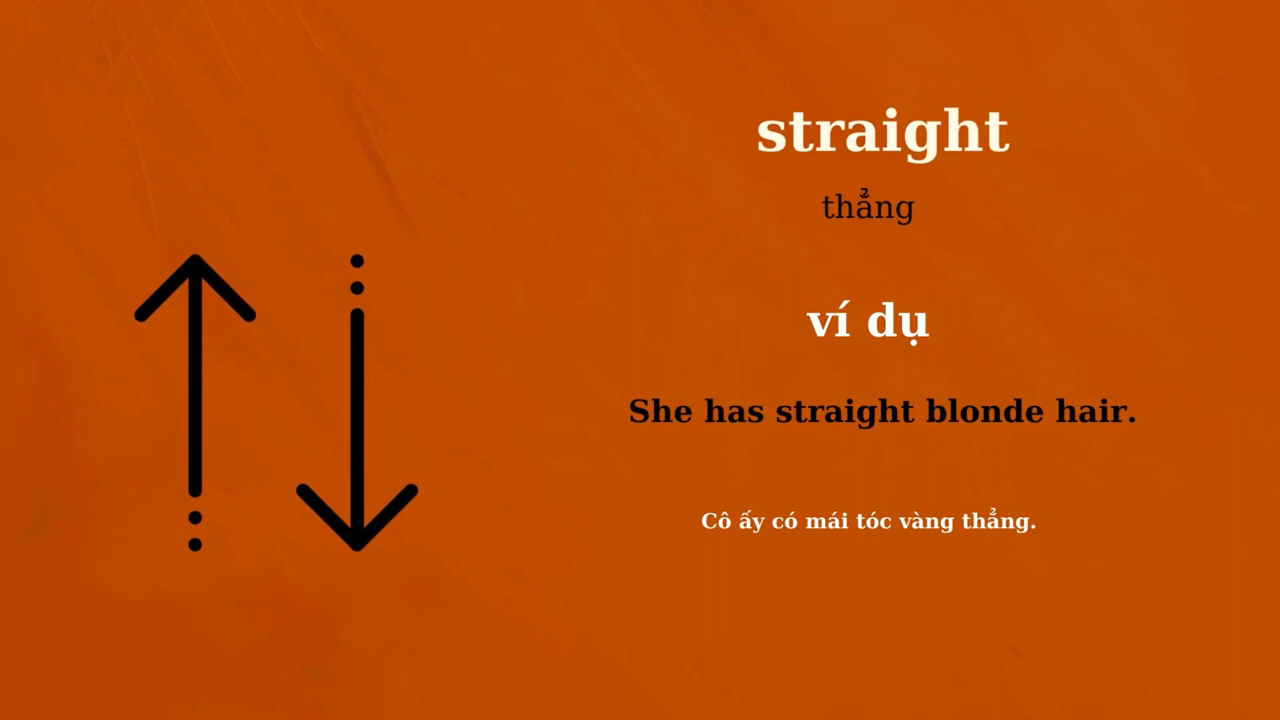 straight
thẳng
ví dụ
She has straight blonde hair.
Cô ấy có mái tóc vàng thẳng.